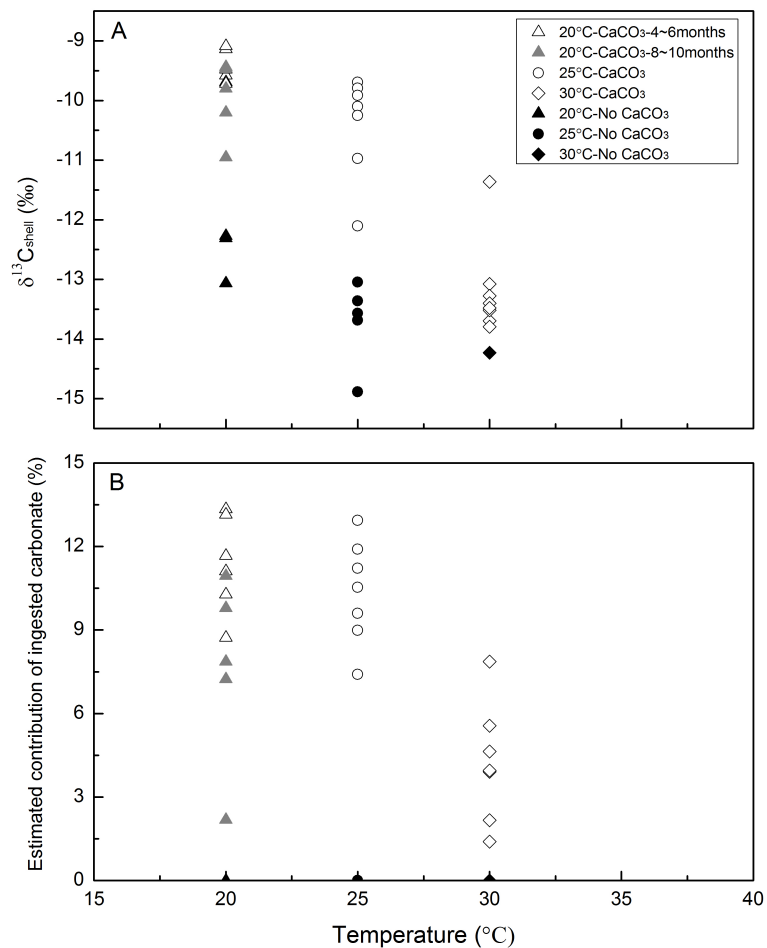 A
20°C-CaCO₃-4~6months
20°C-CaCO₃-8~10months
25°C-CaCO₃
30°C-CaCO₃
20°C-No CaCO₃
25°C-No CaCO₃
30°C-No CaCO₃
-9
-10
-11
-12
-13
-14
-15
δ¹³Cshell (‰)
B
15
12
9
6
3
0
Estimated contribution of ingested carbonate (%)
15 20 25 30 35 40
Temperature (°C)